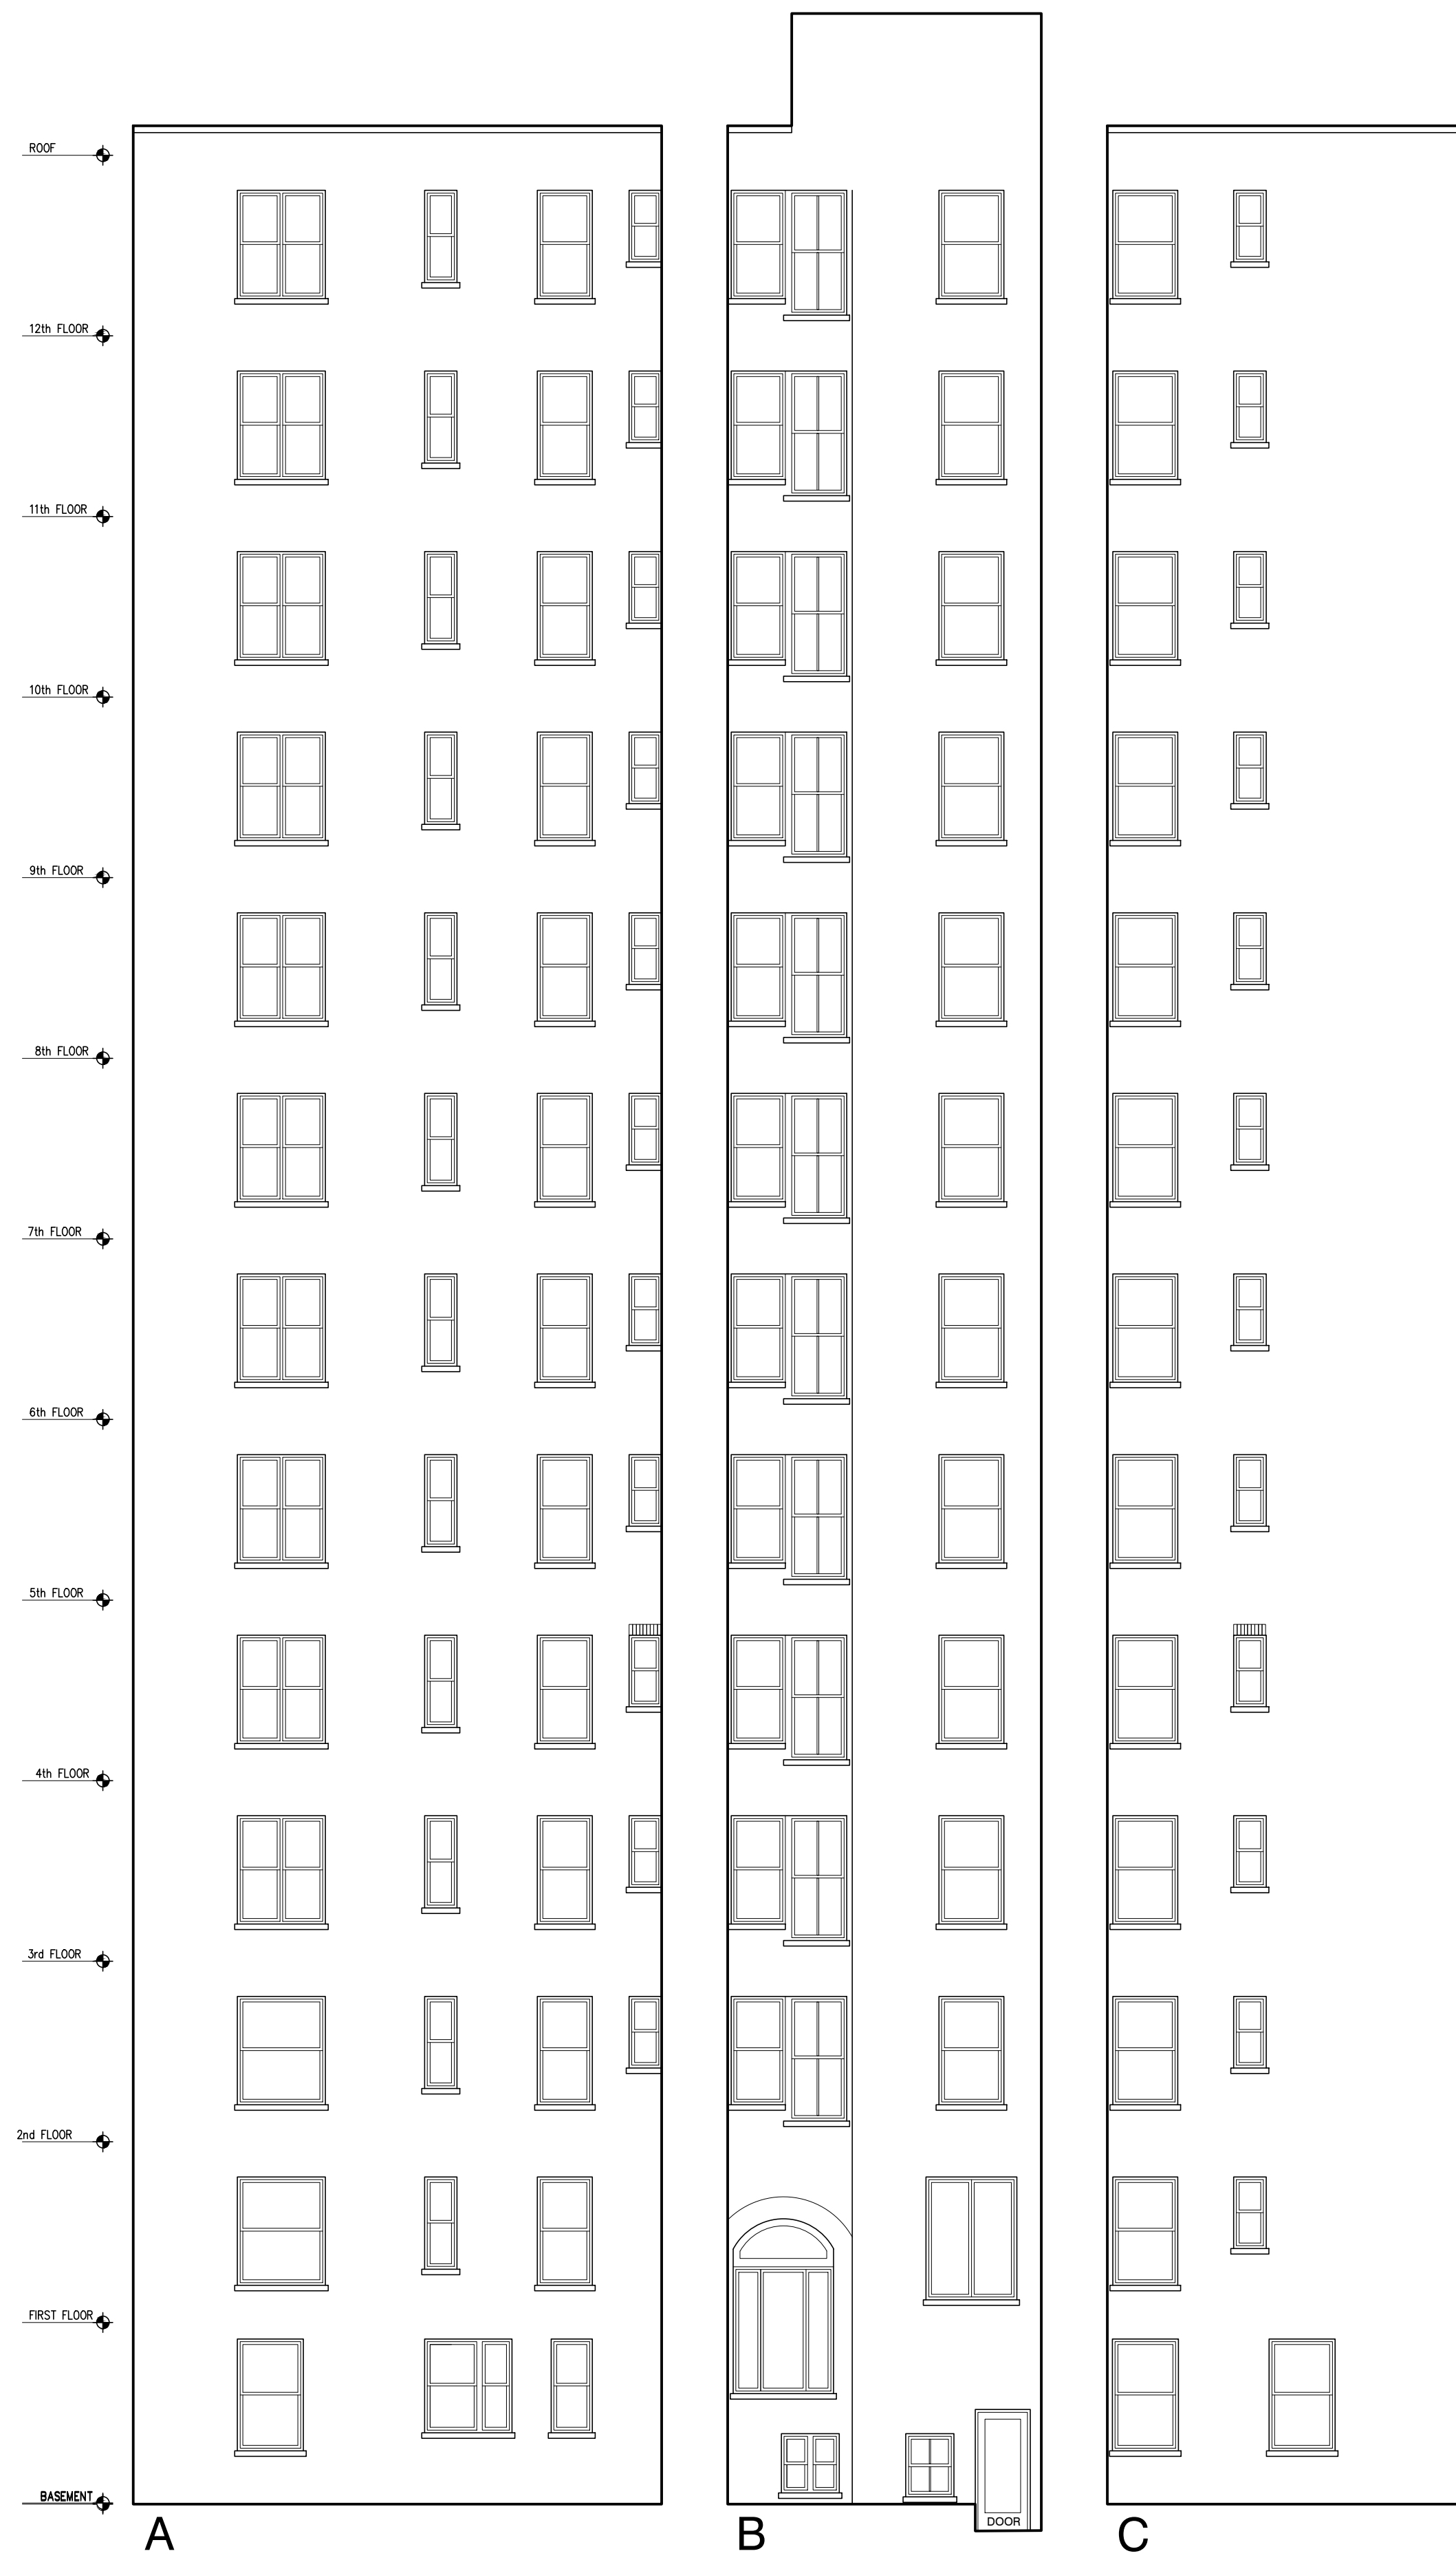 ROOF
12th FLOOR
11th FLOOR
10th FLOOR
9th FLOOR
8th FLOOR
7th FLOOR
6th FLOOR
5th FLOOR
4th FLOOR
3rd FLOOR
2nd FLOOR
FIRST FLOOR
BASEMENT
DOOR
A
B
C